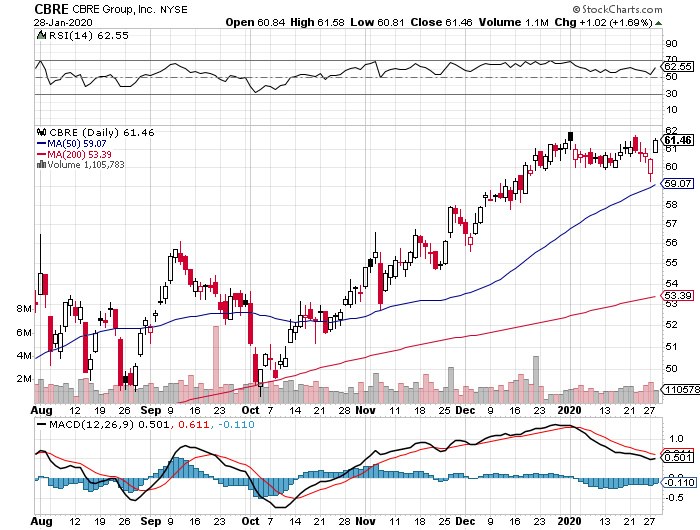 CBRE CBRE Group, Inc. NYSE © StockCharts.com
28-Jan-2020 Open 60.84 High 61.58 Low 60.81 Close 61.46 Volume 1.1M Chg +1.02 (+1.69%)
RSI(14) 62.55
90
70
62.55
50
30
10
CBRE (Daily) 61.46
MA(50) 59.07
MA(200) 53.39
Volume 1,105,783
62
61.46
61
60
59.07
58
57
56
55
54
53.39
53
52
51
50
8M
6M
4M
2M
110578
Aug 12 19 26 Sep 9 16 23 Oct 7 14 21 28 Nov 11 18 25 Dec 9 16 23 2020 13 21 27
MACD(12,26,9) 0.501, 0.611, -0.110
1.0
0.501
0.0
-0.110
-0.5
Aug 12 19 26 Sep 9 16 23 Oct 7 14 21 28 Nov 11 18 25 Dec 9 16 23 2020 13 21 27